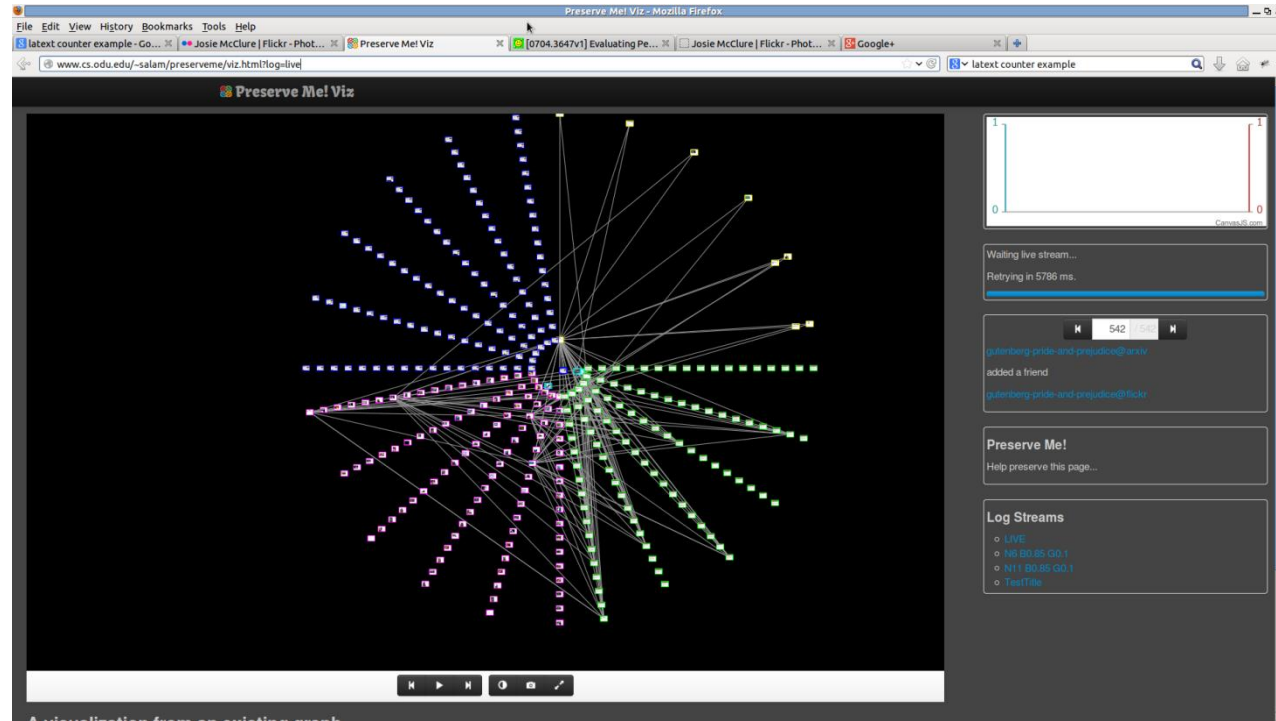 Preserve Me! Viz - Mozilla Firefox
File Edit View History Bookmarks Tools Help
latext counter example - Go... Josie McClure | Flickr - Phot... Preserve Me! Viz [0704.3647v1] Evaluating Pe... Josie McClure | Flickr - Phot... Google+
www.cs.odu.edu/~salam/preserveme/viz.html?log=live latext counter example
Preserve Me! Viz
1 1
0 0
CanvasJS.com
Waiting live stream...
Retrying in 5786 ms.
542 / 542
gutenberg-pride-and-prejudice@arxiv
added a friend
gutenberg-pride-and-prejudice@flickr
Preserve Me!
Help preserve this page...
Log Streams
LIVE
N6 B0.85 G0.1
N11 B0.85 G0.1
TestTitle
A visualization from an existing graph